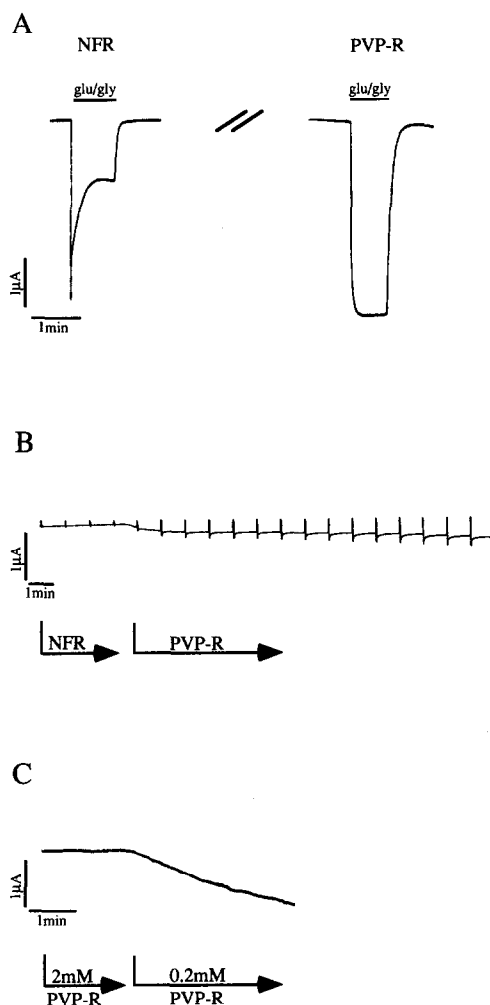 A
NFR
PVP-R
glu/gly
glu/gly
1μA
1min
B
1μA
1min
NFR
PVP-R
C
1μA
1min
2mM
0.2mM
PVP-R
PVP-R